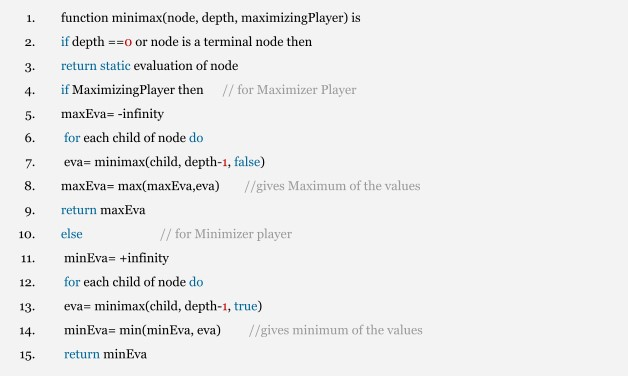 1. function minimax(node, depth, maximizingPlayer) is
2. if depth ==0 or node is a terminal node then
3. return static evaluation of node
4. if MaximizingPlayer then // for Maximizer Player
5. maxEva= -infinity
6. for each child of node do
7. eva= minimax(child, depth-1, false)
8. maxEva= max(maxEva,eva) //gives Maximum of the values
9. return maxEva
10. else // for Minimizer player
11. minEva= +infinity
12. for each child of node do
13. eva= minimax(child, depth-1, true)
14. minEva= min(minEva, eva) //gives minimum of the values
15. return minEva